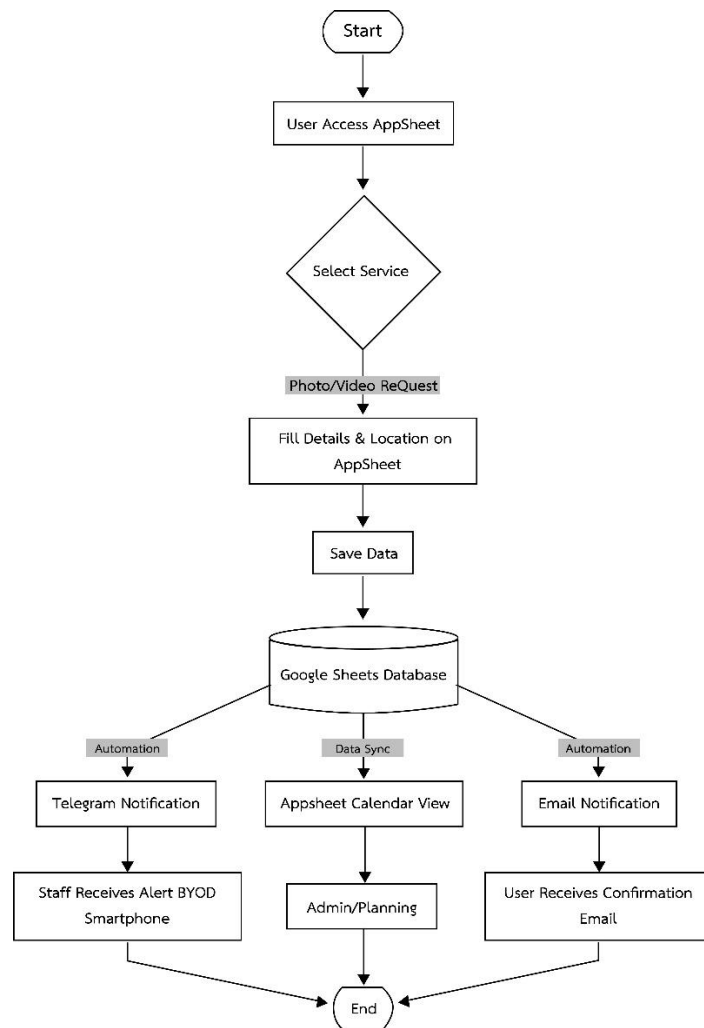 Start
User Access AppSheet
Select Service
Photo/Video ReQuest
Fill Details & Location on
AppSheet
Save Data
Google Sheets Database
Automation
Data Sync
Automation
Telegram Notification
Appsheet Calendar View
Email Notification
Staff Receives Alert BYOD
Smartphone
Admin/Planning
User Receives Confirmation
Email
End